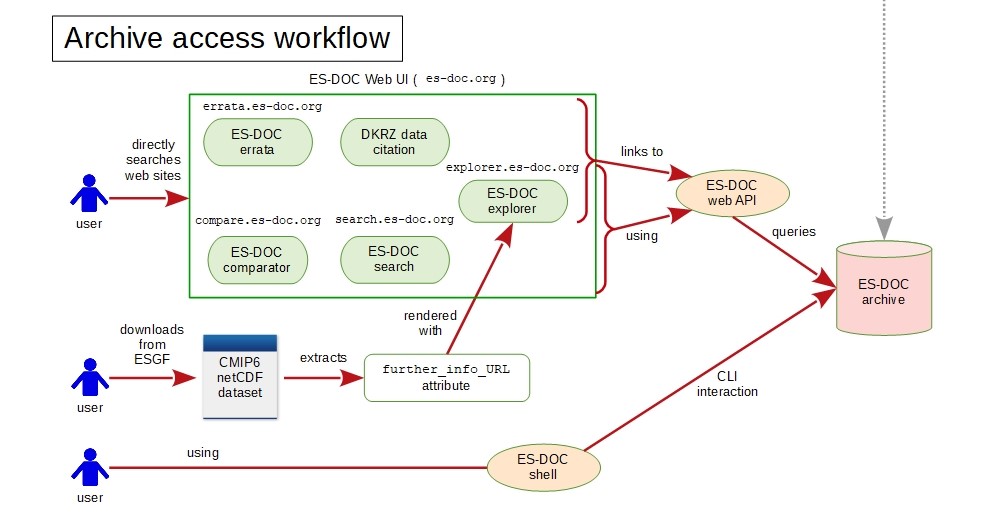 Archive access workflow
ES-DOC Web UI ( es-doc.org )
errata.es-doc.org
ES-DOC
errata
DKRZ data
citation
explorer.es-doc.org
ES-DOC
explorer
compare.es-doc.org
search.es-doc.org
ES-DOC
comparator
ES-DOC
search
directly
searches
web sites
user
links to
using
ES-DOC
web API
queries
ES-DOC
archive
rendered
with
downloads
from
ESGF
user
CMIP6
netCDF
dataset
extracts
further_info_URL
attribute
CLI
interaction
using
user
ES-DOC
shell